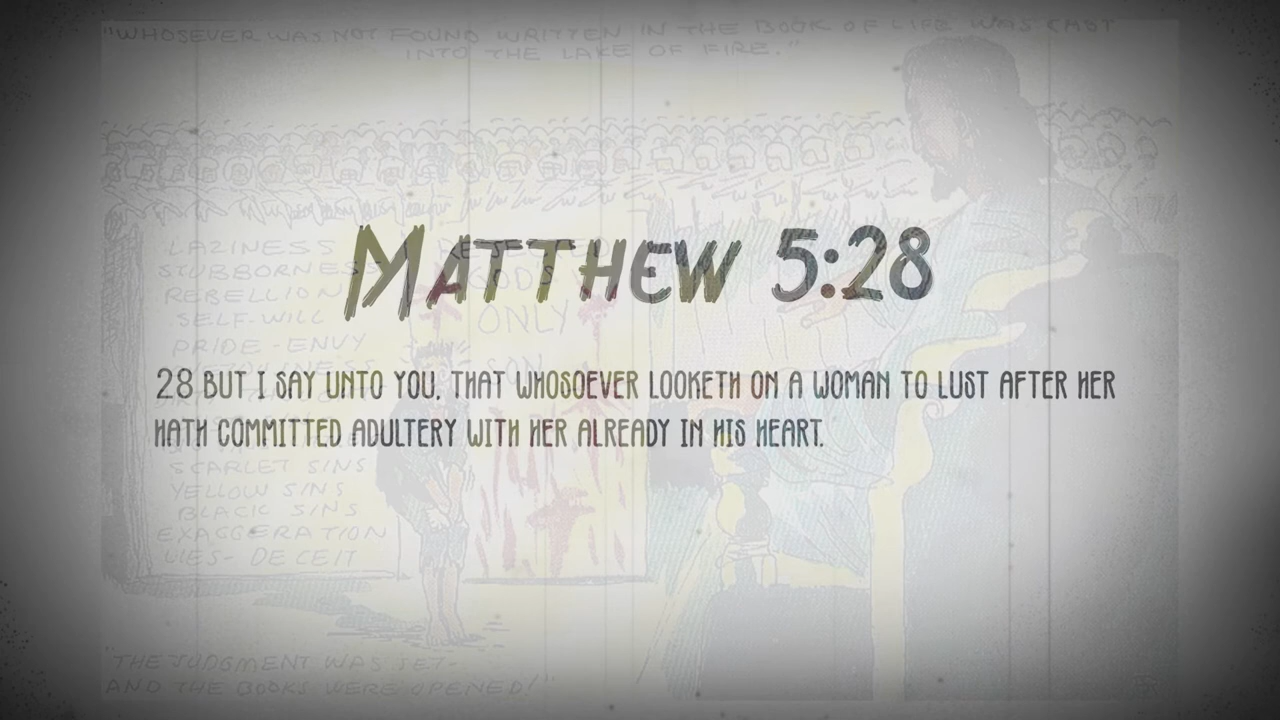 "WHOSEVER WAS NOT FOUND WRITTEN IN THE BOOK OF LIFE WAS CAST
INTO THE LAKE OF FIRE."
MATTHEW 5:28
LAZINESS
STUBBORNESS
REBELLION
SELF-WILL
PRIDE - ENVY
GODS
ONLY
SON
28 BUT I SAY UNTO YOU, THAT WHOSOEVER LOOKETH ON A WOMAN TO LUST AFTER HER
HATH COMMITTED ADULTERY WITH HER ALREADY IN HIS HEART.
SCARLET SINS
YELLOW SINS
BLACK SINS
EXAGGERATION
LIES - DECEIT
"THE JUDGMENT WAS SET-
AND THE BOOKS WERE OPENED!"